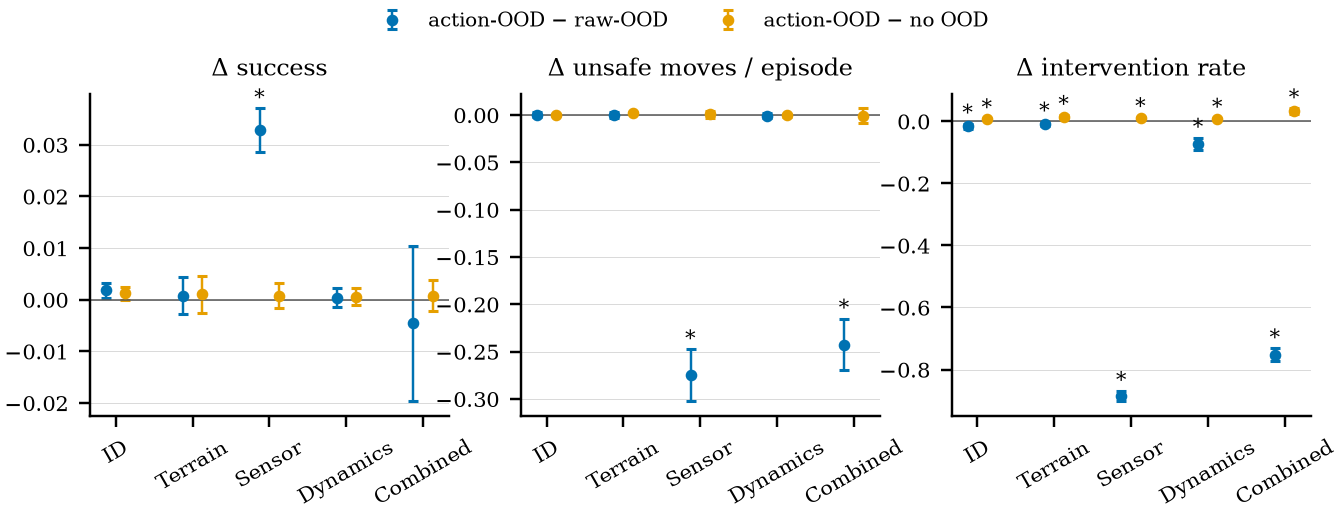 action-OOD − raw-OOD
action-OOD − no OOD
Δ success
0.03
0.02
0.01
0.00
−0.01
−0.02
*
ID
Terrain
Sensor
Dynamics
Combined
Δ unsafe moves / episode
0.00
−0.05
−0.10
−0.15
−0.20
−0.25
−0.30
*
*
ID
Terrain
Sensor
Dynamics
Combined
Δ intervention rate
0.0
−0.2
−0.4
−0.6
−0.8
* * * * * * * *
*
*
ID
Terrain
Sensor
Dynamics
Combined